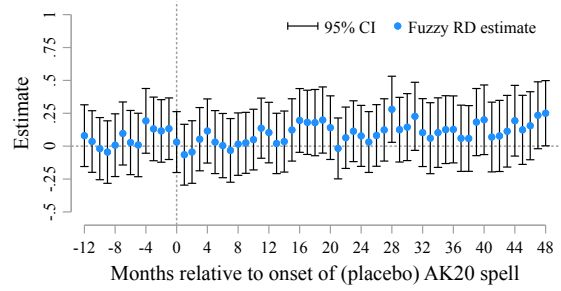 95% CI Fuzzy RD estimate
1
.75
.5
.25
0
-.25
-.5
Estimate
-12 -8 -4 0 4 8 12 16 20 24 28 32 36 40 44 48
Months relative to onset of (placebo) AK20 spell